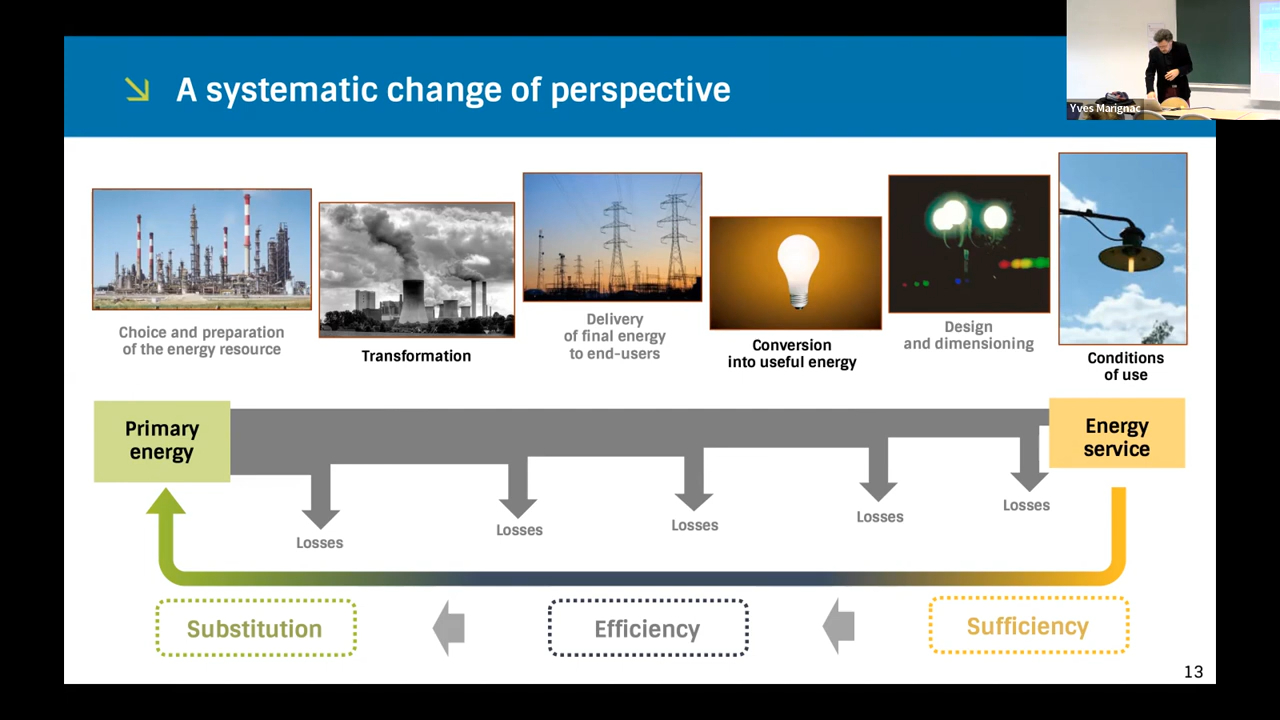 A systematic change of perspective
Yves Marignac
Choice and preparation
of the energy resource
Transformation
Delivery
of final energy
to end-users
Conversion
into useful energy
Design
and dimensioning
Conditions
of use
Primary
energy
Energy
service
Losses
Losses
Losses
Losses
Losses
Substitution
Efficiency
Sufficiency
13